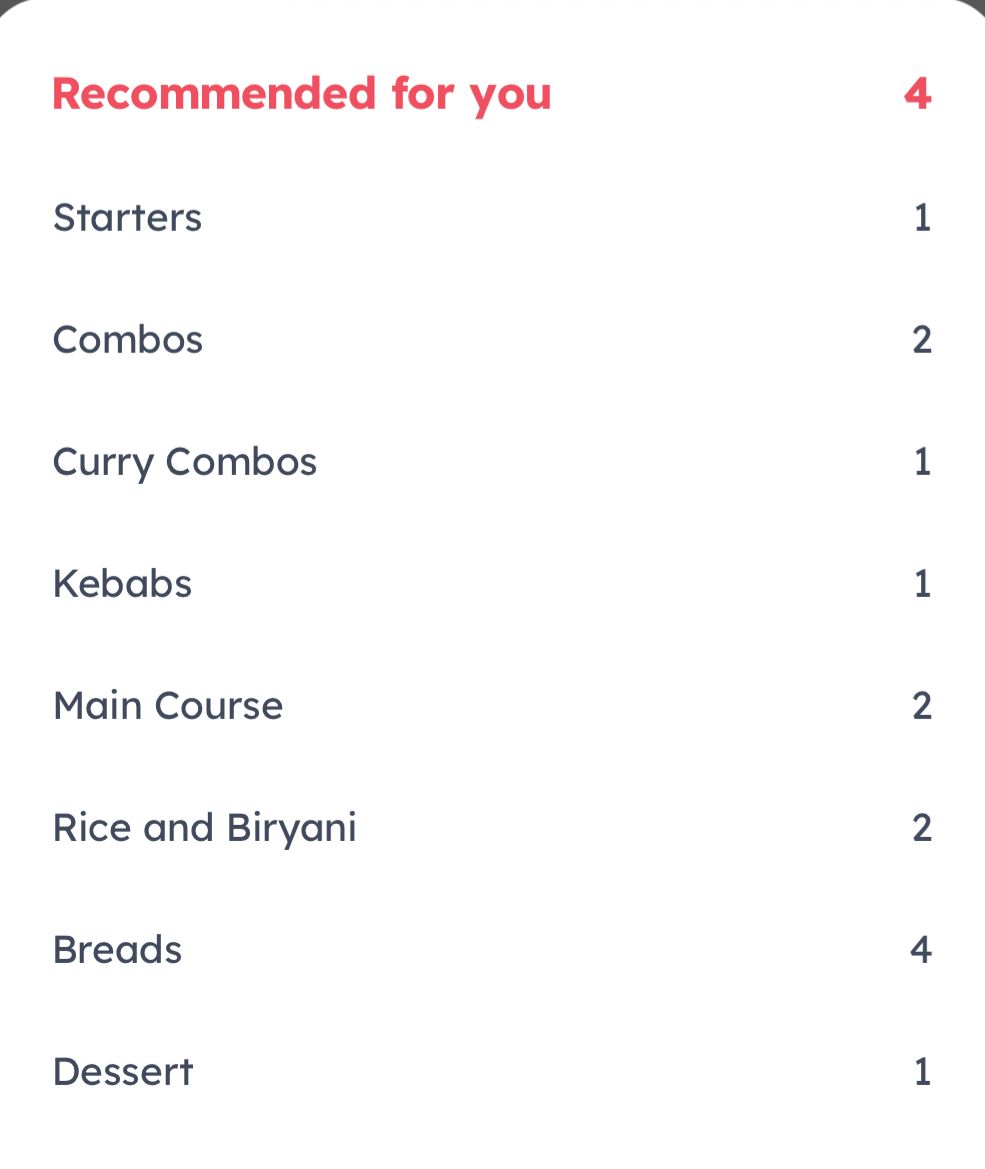 Recommended for you 4
Starters 1
Combos 2
Curry Combos 1
Kebabs 1
Main Course 2
Rice and Biryani 2
Breads 4
Dessert 1